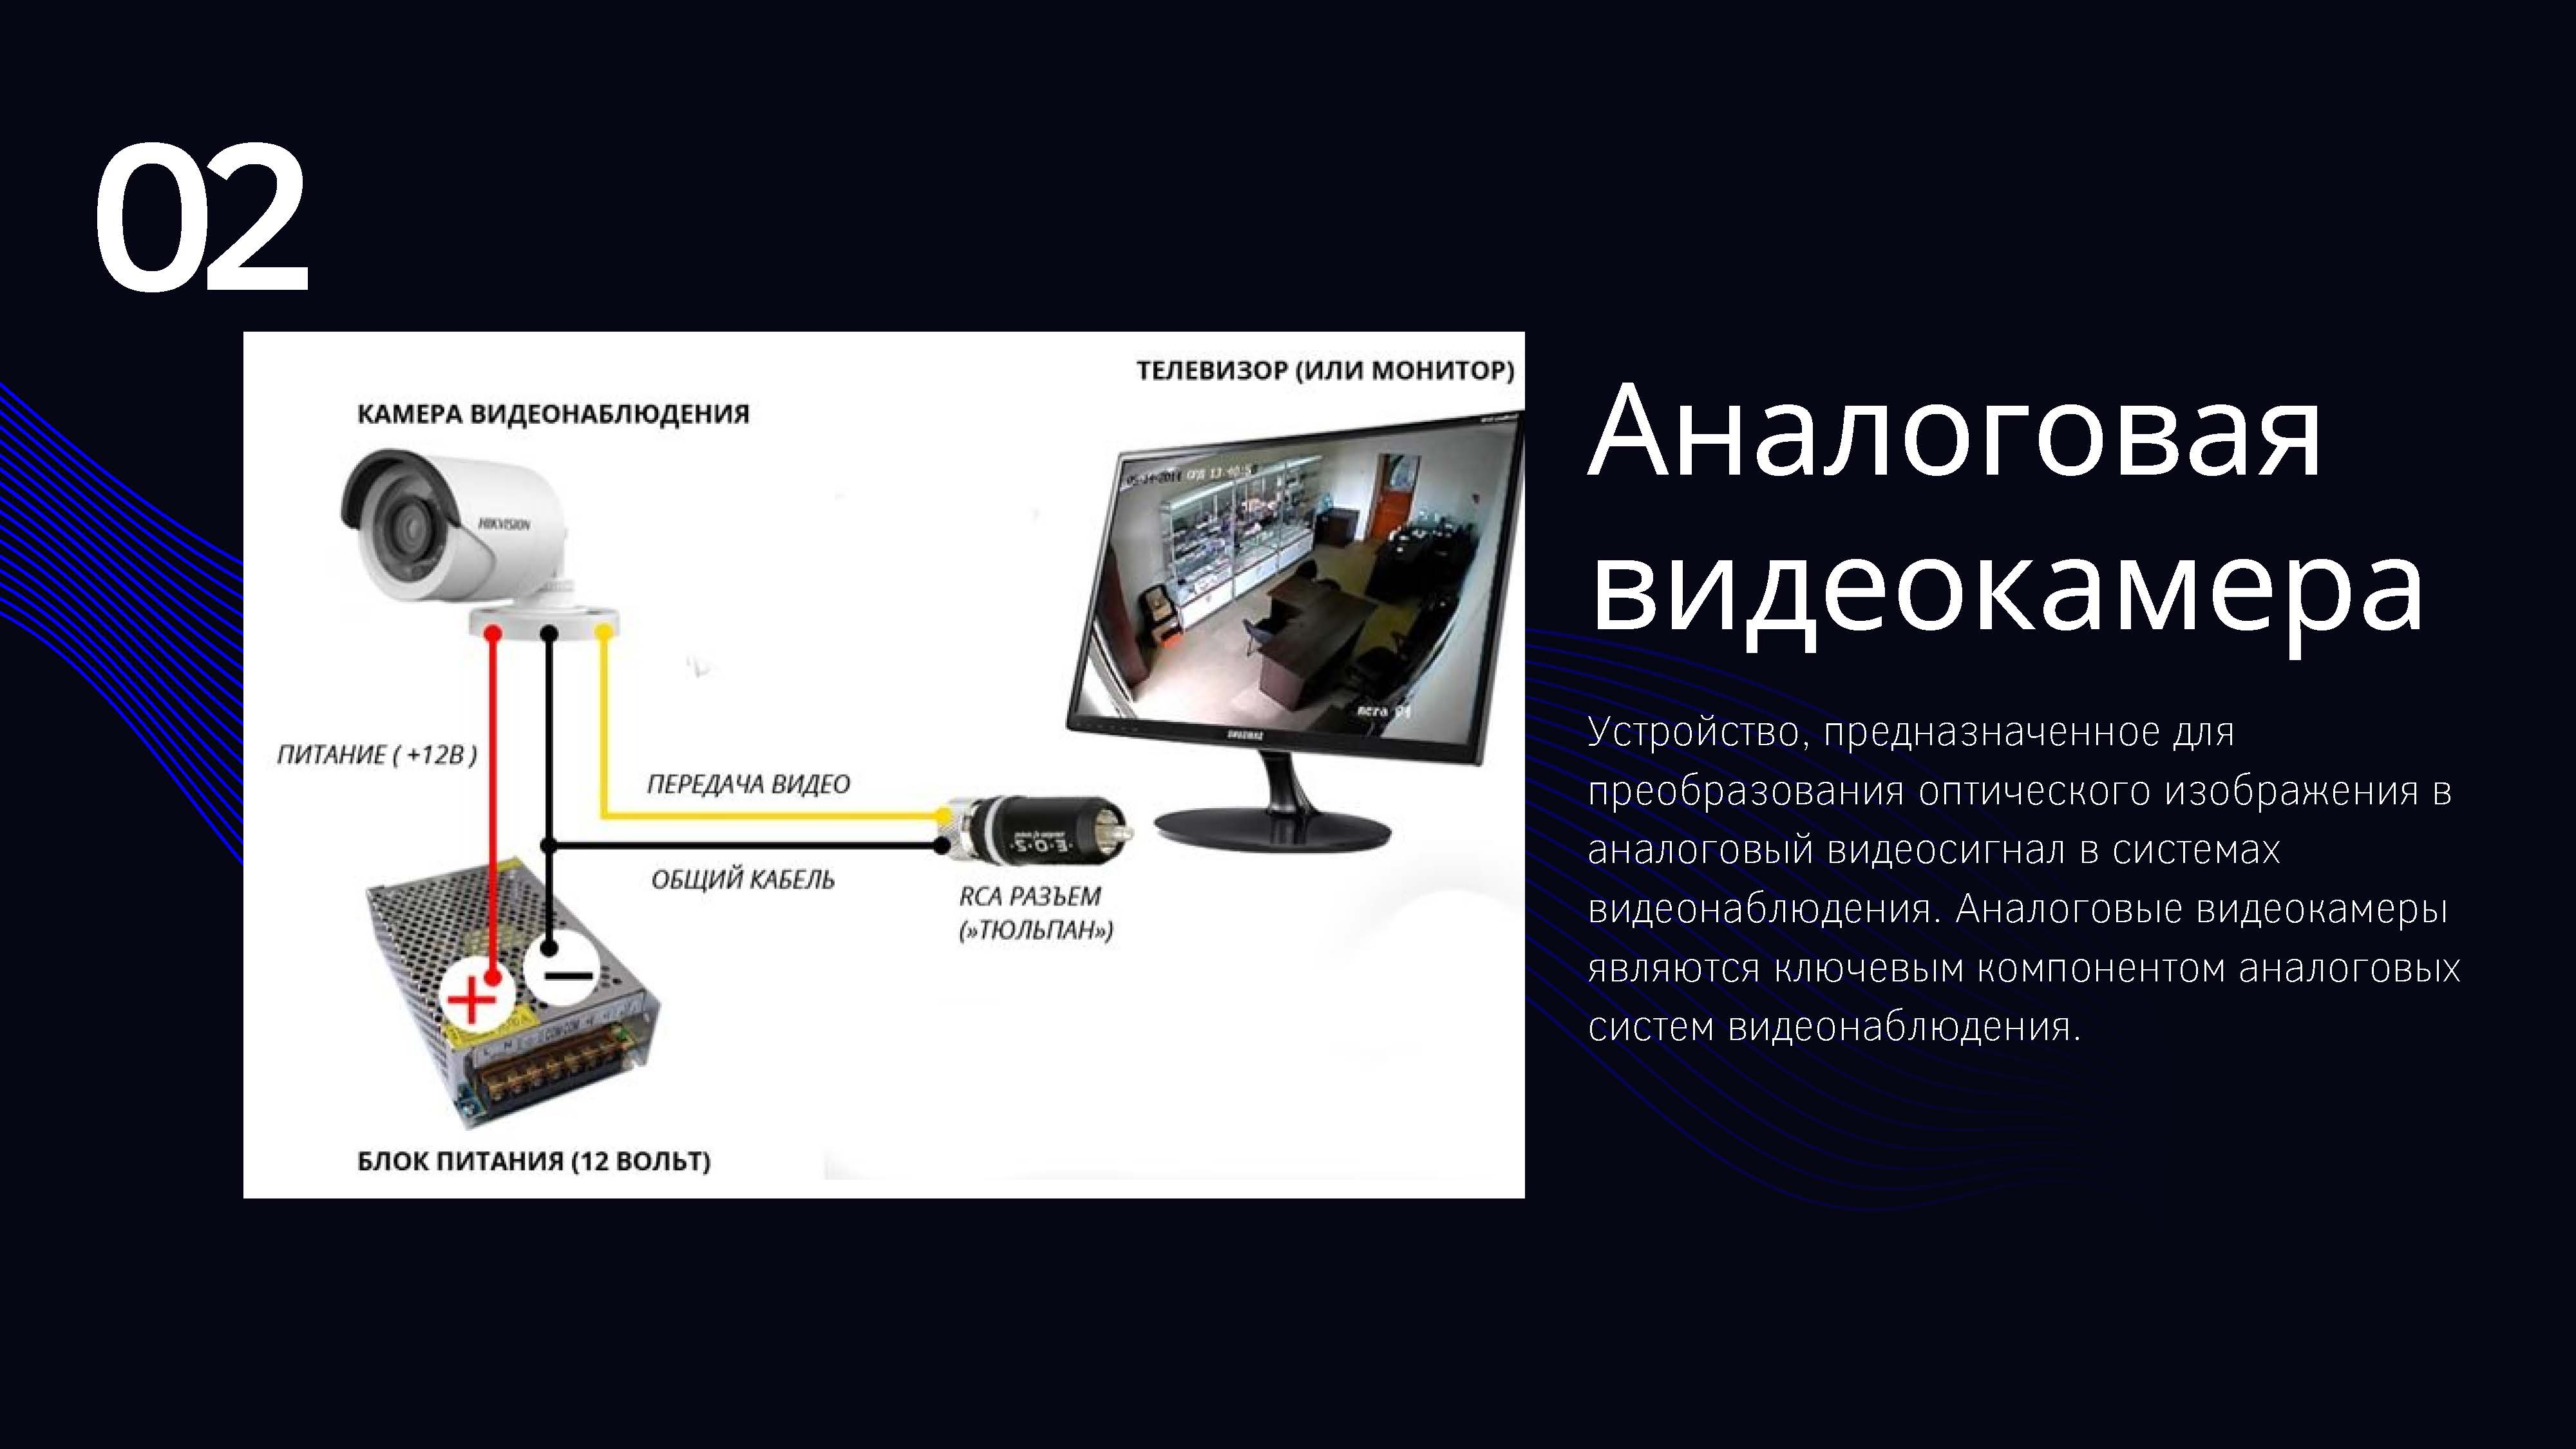 02
ТЕЛЕВИЗОР (ИЛИ МОНИТОР)
КАМЕРА ВИДЕОНАБЛЮДЕНИЯ
HIKVISION
ПИТАНИЕ ( +12В )
ПЕРЕДАЧА ВИДЕО
ОБЩИЙ КАБЕЛЬ
RCA РАЗЪЕМ
(»ТЮЛЬПАН»)
БЛОК ПИТАНИЯ (12 ВОЛЬТ)
Аналоговая
видеокамера
Устройство, предназначенное для
преобразования оптического изображения в
аналоговый видеосигнал в системах
видеонаблюдения. Аналоговые видеокамеры
являются ключевым компонентом аналоговых
систем видеонаблюдения.